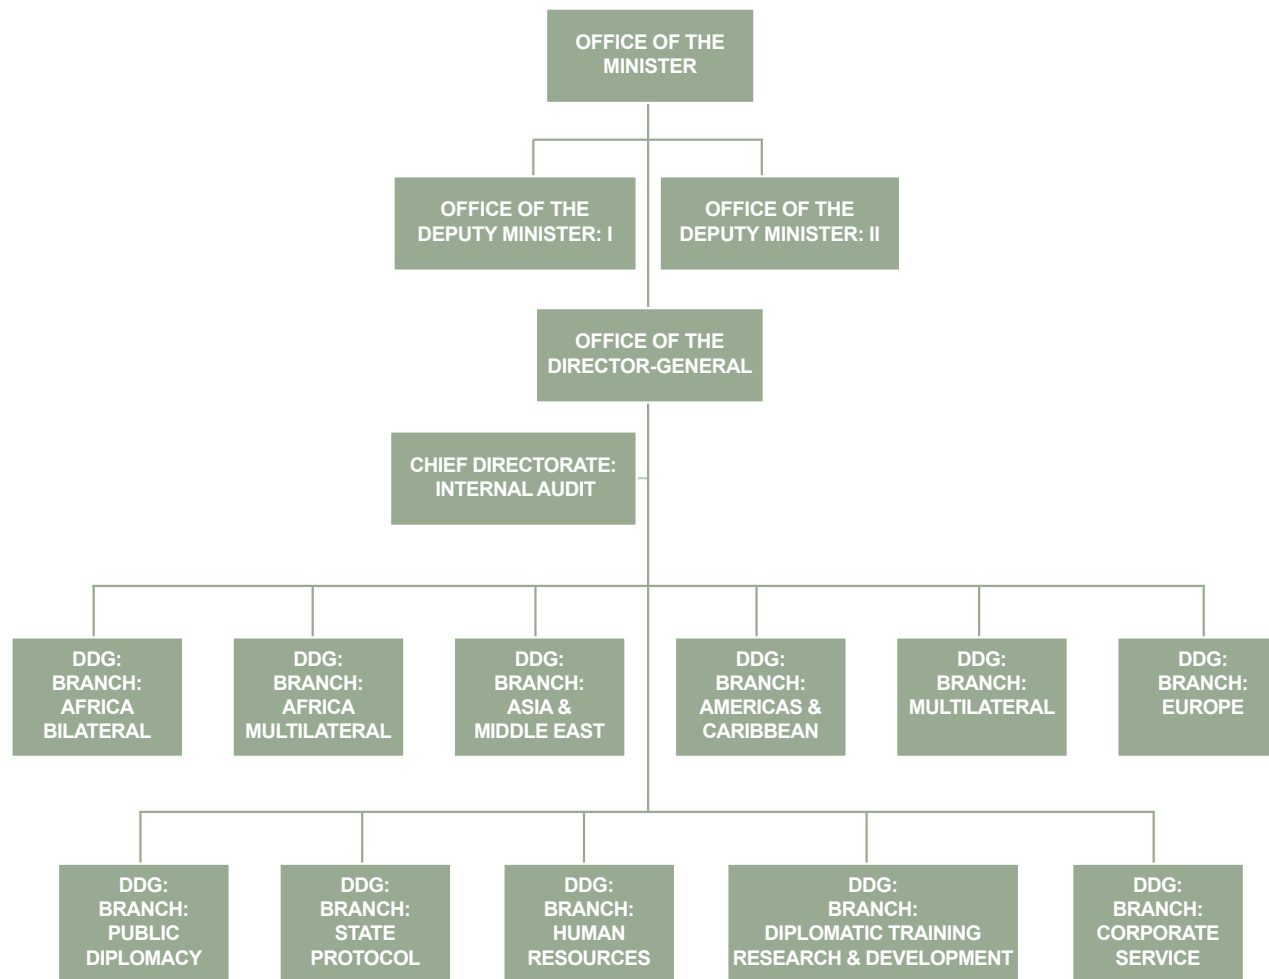 OFFICE OF THE
MINISTER
OFFICE OF THE
DEPUTY MINISTER: I
OFFICE OF THE
DEPUTY MINISTER: II
OFFICE OF THE
DIRECTOR-GENERAL
CHIEF DIRECTORATE:
INTERNAL AUDIT
DDG:
BRANCH:
AFRICA
BILATERAL
DDG:
BRANCH:
AFRICA
MULTILATERAL
DDG:
BRANCH:
ASIA &
MIDDLE EAST
DDG:
BRANCH:
AMERICAS &
CARIBBEAN
DDG:
BRANCH:
MULTILATERAL
DDG:
BRANCH:
EUROPE
DDG:
BRANCH:
PUBLIC
DIPLOMACY
DDG:
BRANCH:
STATE
PROTOCOL
DDG:
BRANCH:
HUMAN
RESOURCES
DDG:
BRANCH:
DIPLOMATIC TRAINING
RESEARCH & DEVELOPMENT
DDG:
BRANCH:
CORPORATE
SERVICE